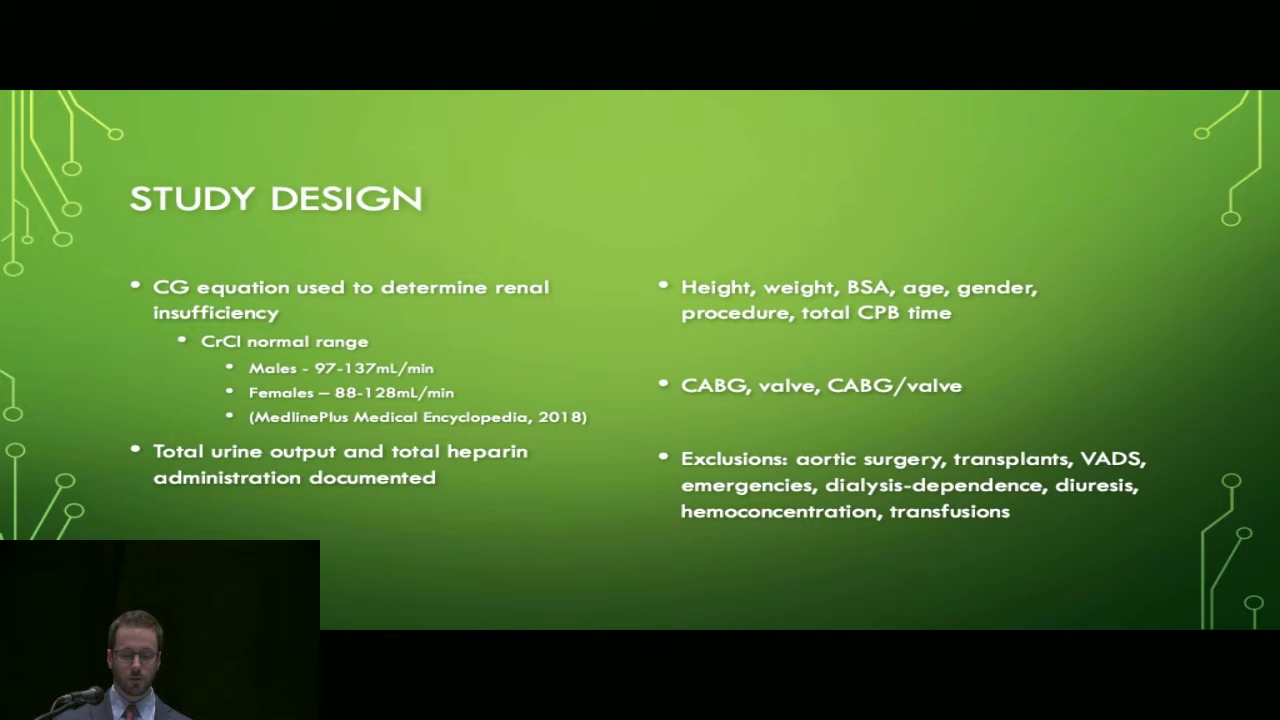 STUDY DESIGN
• CG equation used to determine renal
insufficiency
• CrCl normal range
• Males - 97-137mL/min
• Females – 88-128mL/min
• (MedlinePlus Medical Encyclopedia, 2018)
• Total urine output and total heparin
administration documented
• Height, weight, BSA, age, gender,
procedure, total CPB time
• CABG, valve, CABG/valve
• Exclusions: aortic surgery, transplants, VADS,
emergencies, dialysis-dependence, diuresis,
hemoconcentration, transfusions